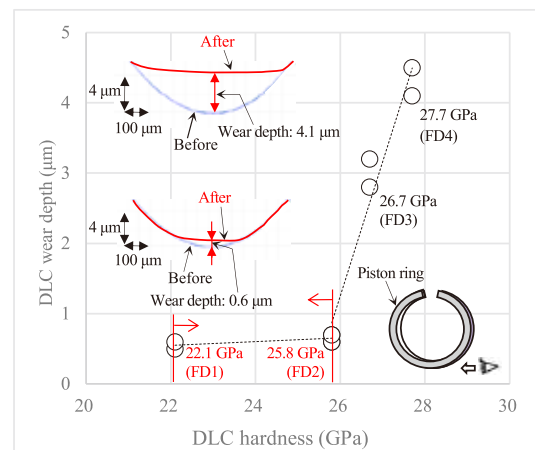 5
4
3
2
1
0
DLC wear depth (μm)
After
4 μm
100 μm
Before
Wear depth: 4.1 μm
27.7 GPa
(FD4)
26.7 GPa
(FD3)
After
4 μm
100 μm
Before
Wear depth: 0.6 μm
Piston ring
22.1 GPa
(FD1)
25.8 GPa
(FD2)
20 22 24 26 28 30
DLC hardness (GPa)